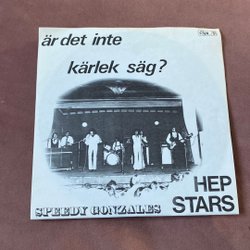 är det inte
kärlek säg?
HEP
SPEEDY GONZALES STARS